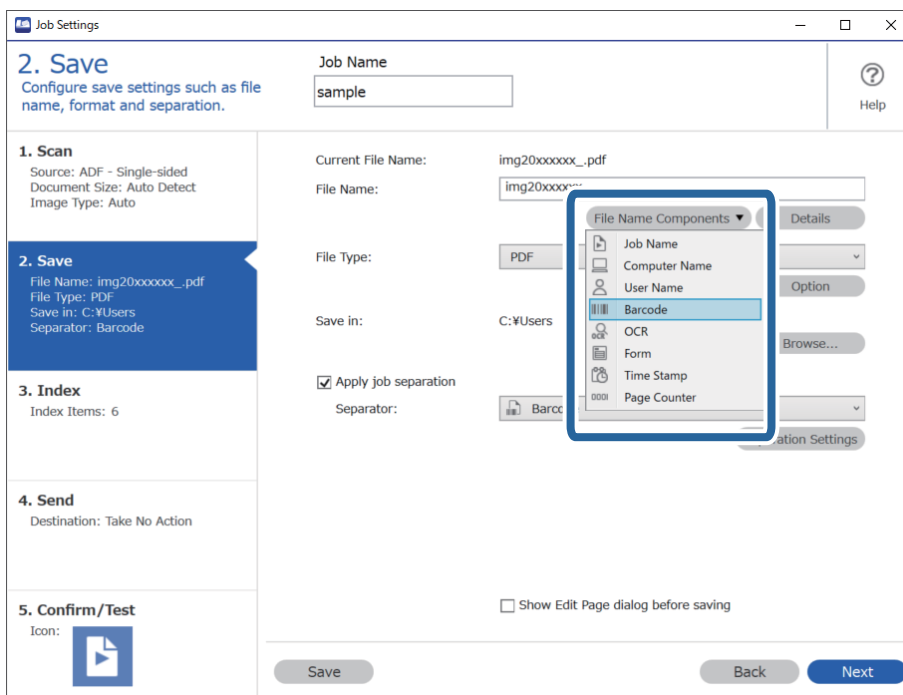 Job Settings
2. Save
Configure save settings such as file
name, format and separation.
Job Name
sample
Help
1. Scan
Source: ADF - Single-sided
Document Size: Auto Detect
Image Type: Auto
2. Save
File Name: img20xxxxxx_.pdf
File Type: PDF
Save in: C:¥Users
Separator: Barcode
3. Index
Index Items: 6
4. Send
Destination: Take No Action
5. Confirm/Test
Icon:
Current File Name: img20xxxxxx_.pdf
File Name: img20xxxxxx
File Name Components ▼
Details
File Type: PDF
Option
Save in: C:¥Users
Browse...
Job Name
Computer Name
User Name
Barcode
OCR
Form
Time Stamp
Page Counter
Apply job separation
Separator:
Settings
Show Edit Page dialog before saving
Save
Back
Next